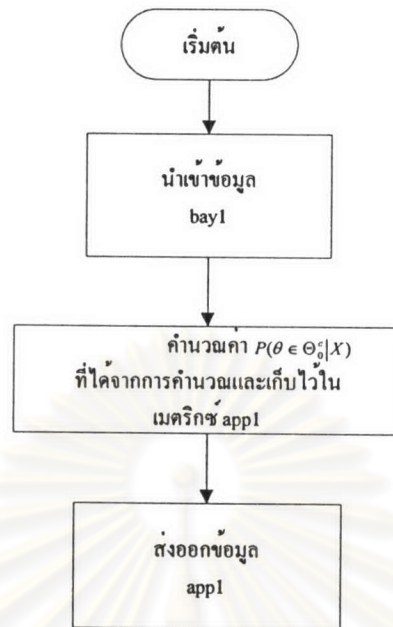 เริ่มต้น
นำเข้าข้อมูล
bay1
คำนวณค่า P(θ ∈ Θ₀ᶜ|X)
ที่ได้จากการคำนวณและเก็บไว้ใน
เมตริกซ์ app1
ส่งออกข้อมูล
app1